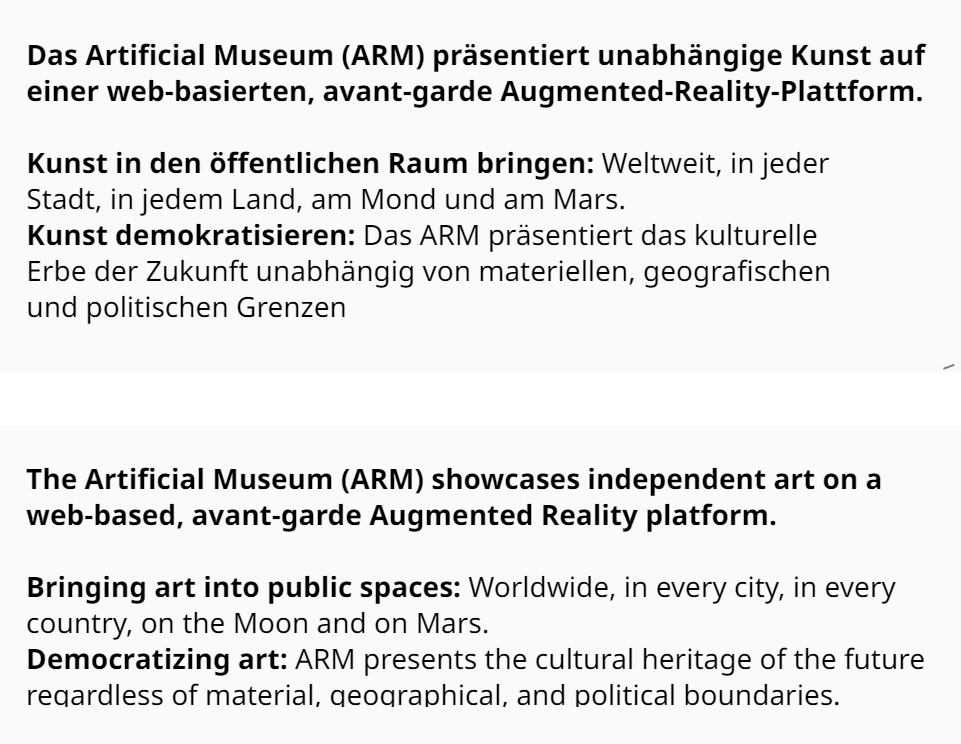 Das Artificial Museum (ARM) präsentiert unabhängige Kunst auf
einer web-basierten, avant-garde Augmented-Reality-Plattform.
Kunst in den öffentlichen Raum bringen: Weltweit, in jeder
Stadt, in jedem Land, am Mond und am Mars.
Kunst demokratisieren: Das ARM präsentiert das kulturelle
Erbe der Zukunft unabhängig von materiellen, geografischen
und politischen Grenzen
The Artificial Museum (ARM) showcases independent art on a
web-based, avant-garde Augmented Reality platform.
Bringing art into public spaces: Worldwide, in every city, in every
country, on the Moon and on Mars.
Democratizing art: ARM presents the cultural heritage of the future
regardless of material, geographical, and political boundaries.